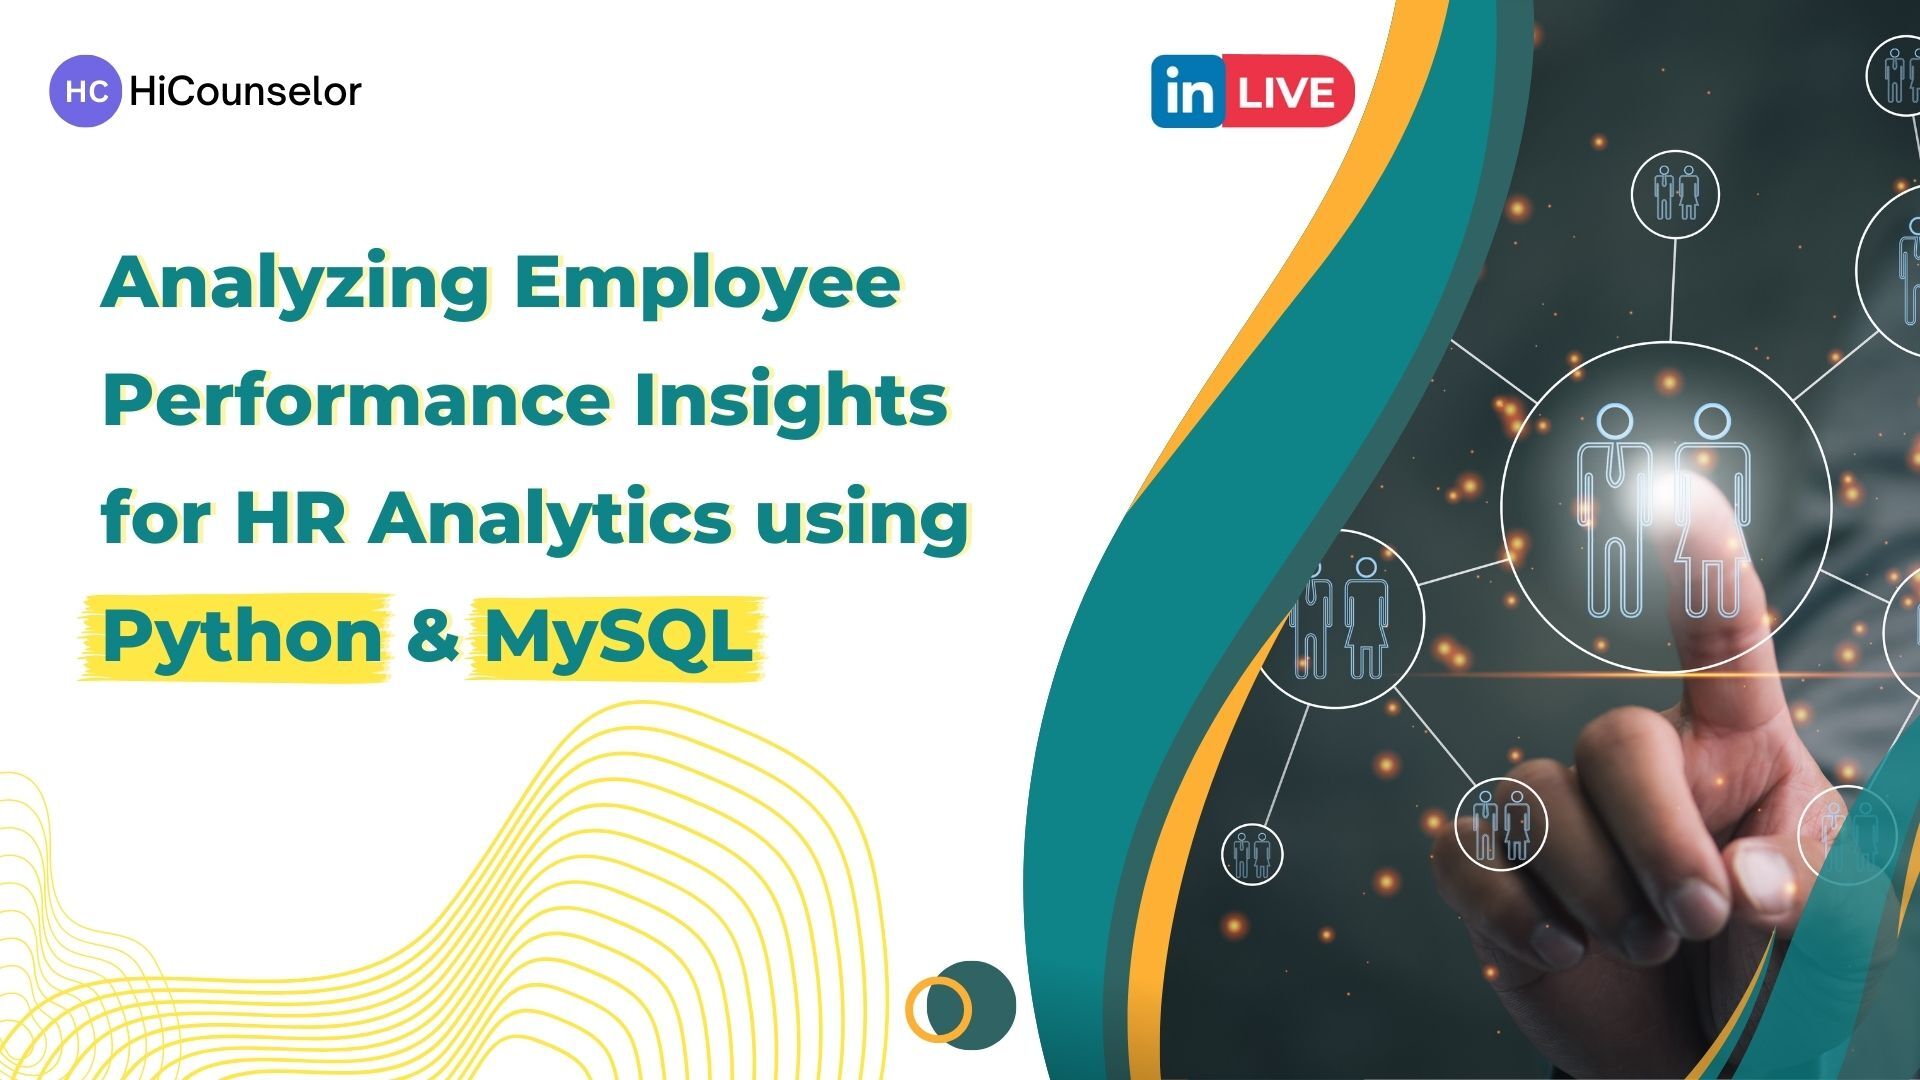 HC HiCounselor
in LIVE
Analyzing Employee
Performance Insights
for HR Analytics using
Python & MySQL